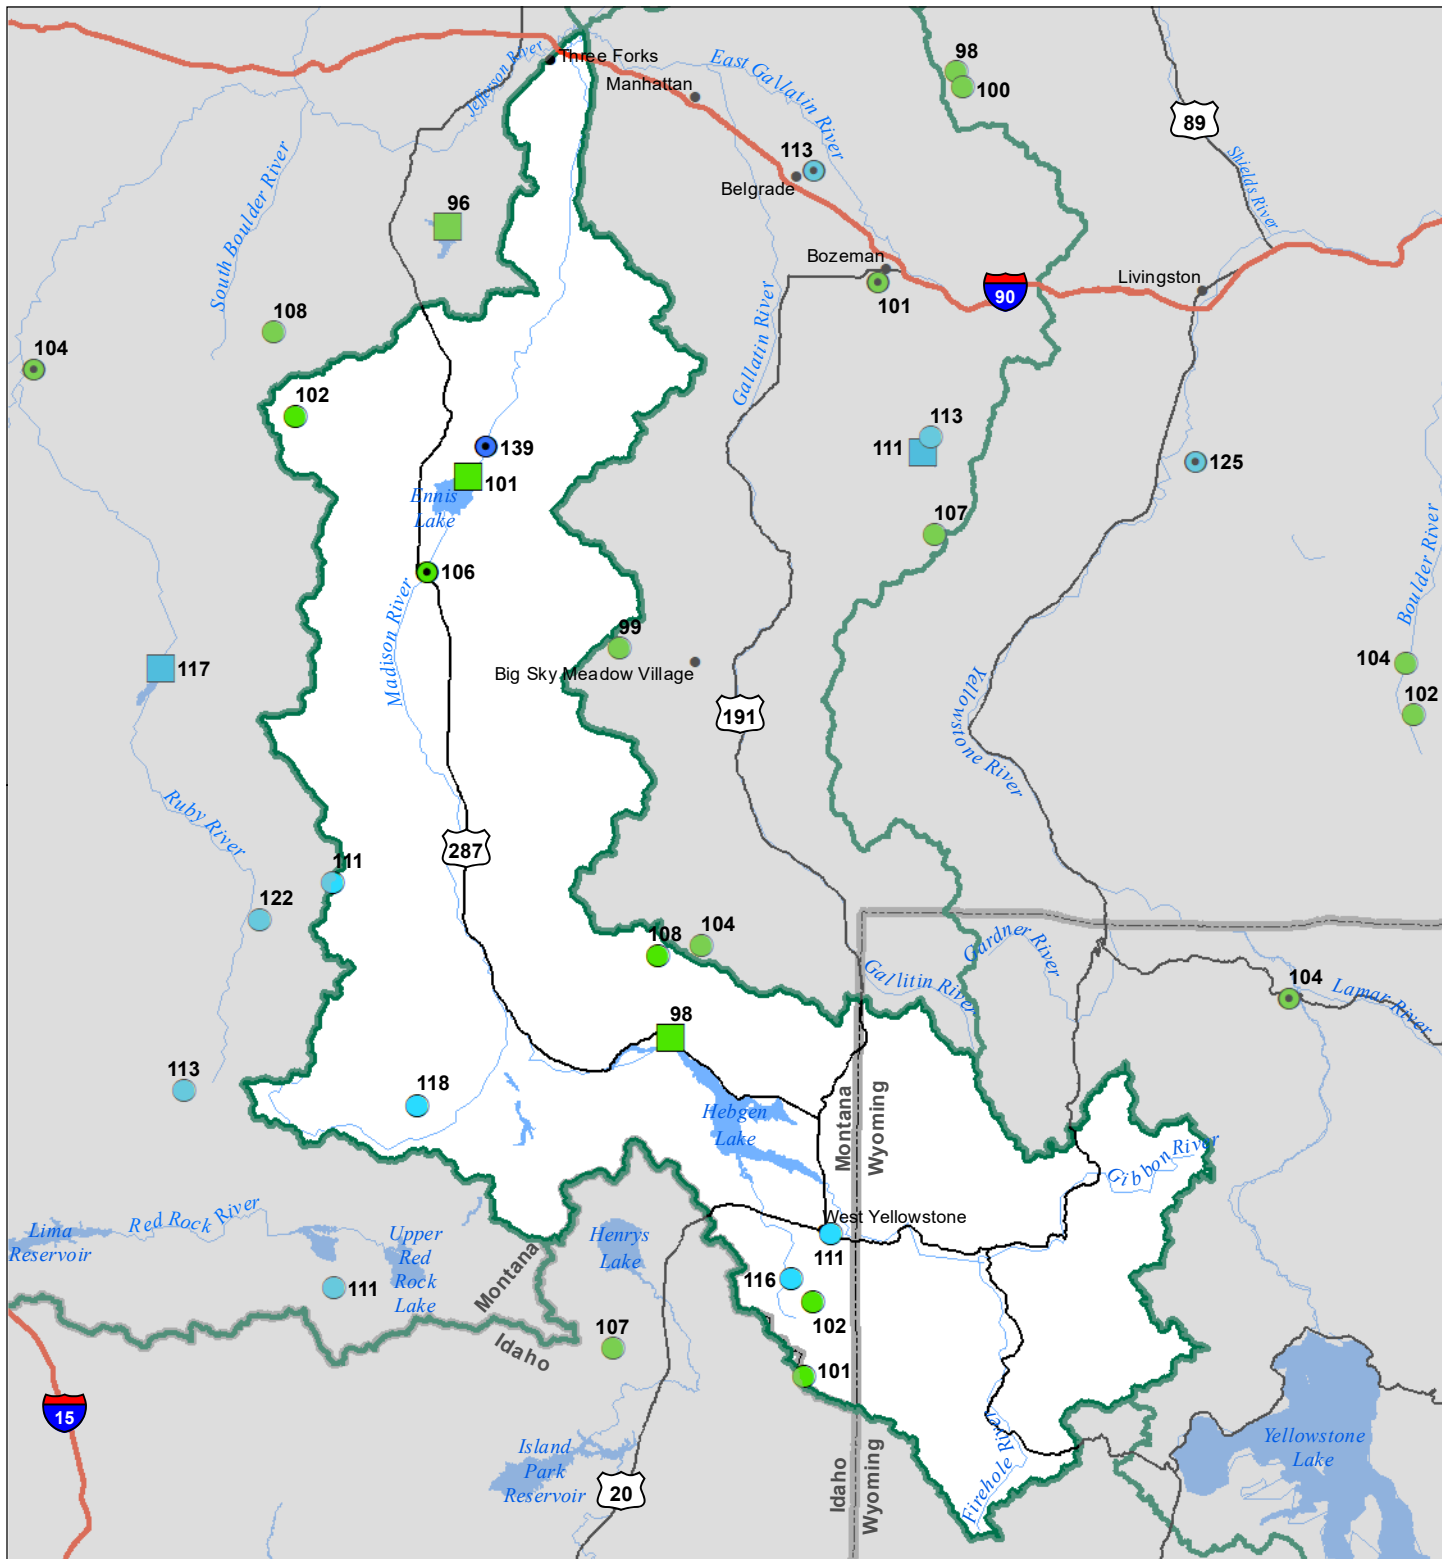 Three Forks
Jefferson River
Manhattan
East Gallatin River
98
100
89
113
Belgrade
Shields River
South Boulder River
96
Bozeman
Livingston
90
101
108
Gallatin River
104
102
139
113
111
125
101
Ennis
Lake
107
106
Boulder River
Madison River
99
104
117
Big Sky Meadow Village
102
191
Yellowstone River
Ruby River
287
111
122
108
104
Gardner River
Gallitin River
104
Lamar River
98
113
118
Hebgen
Lake
Montana
Wyoming
Gibbon River
Red Rock River
Lima
Reservoir
Upper
Red
Rock
Lake
Henrys
Lake
West Yellowstone
111
116
Montana
111
102
Idaho
107
101
15
Island
Park
Reservoir
20
Idaho
Wyoming
Firehole River
Yellowstone
Lake